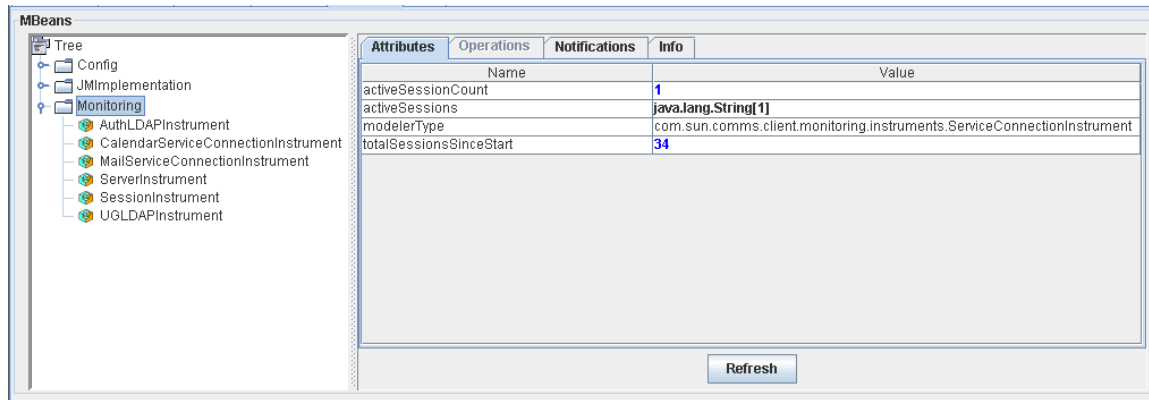 MBeans
Tree
Config
JMImplementation
Monitoring
AuthLDAPInstrument
CalendarServiceConnectionInstrument
MailServiceConnectionInstrument
ServerInstrument
SessionInstrument
UGLDAPInstrument
Attributes Operations Notifications Info
Name Value
activeSessionCount 1
activeSessions java.lang.String[1]
modelerType com.sun.comms.client.monitoring.instruments.ServiceConnectionInstrument
totalSessionsSinceStart 34
Refresh